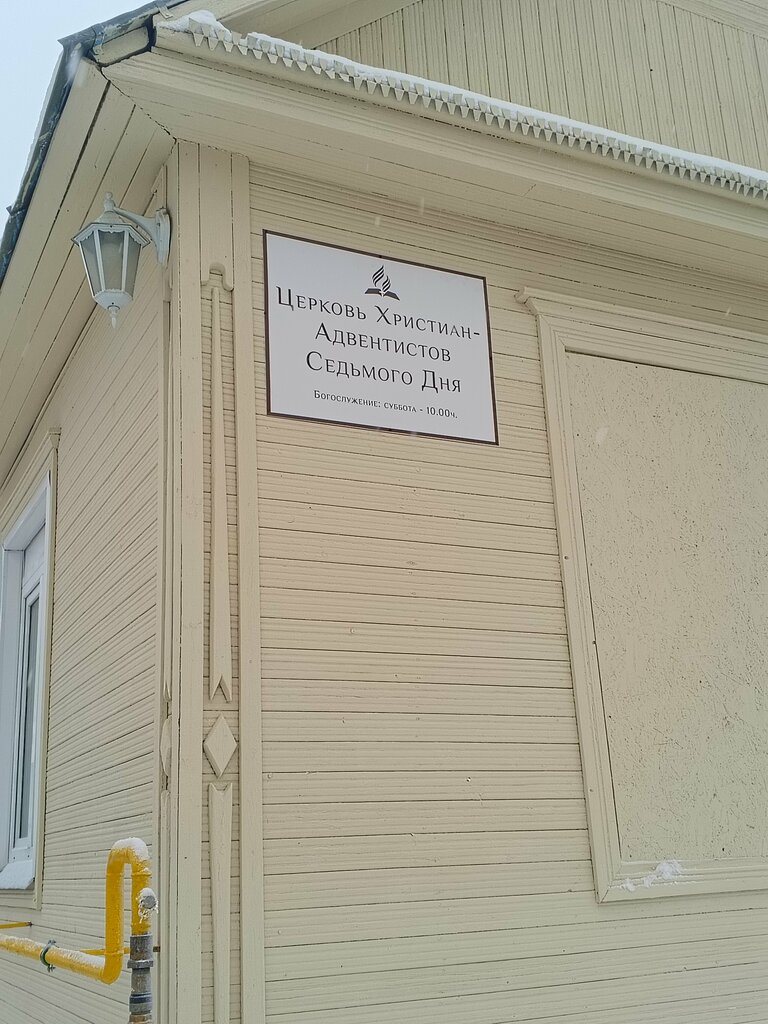 Церковь Христиан-
Адвентистов
Седьмого Дня
Богослужение: суббота - 10.00ч.